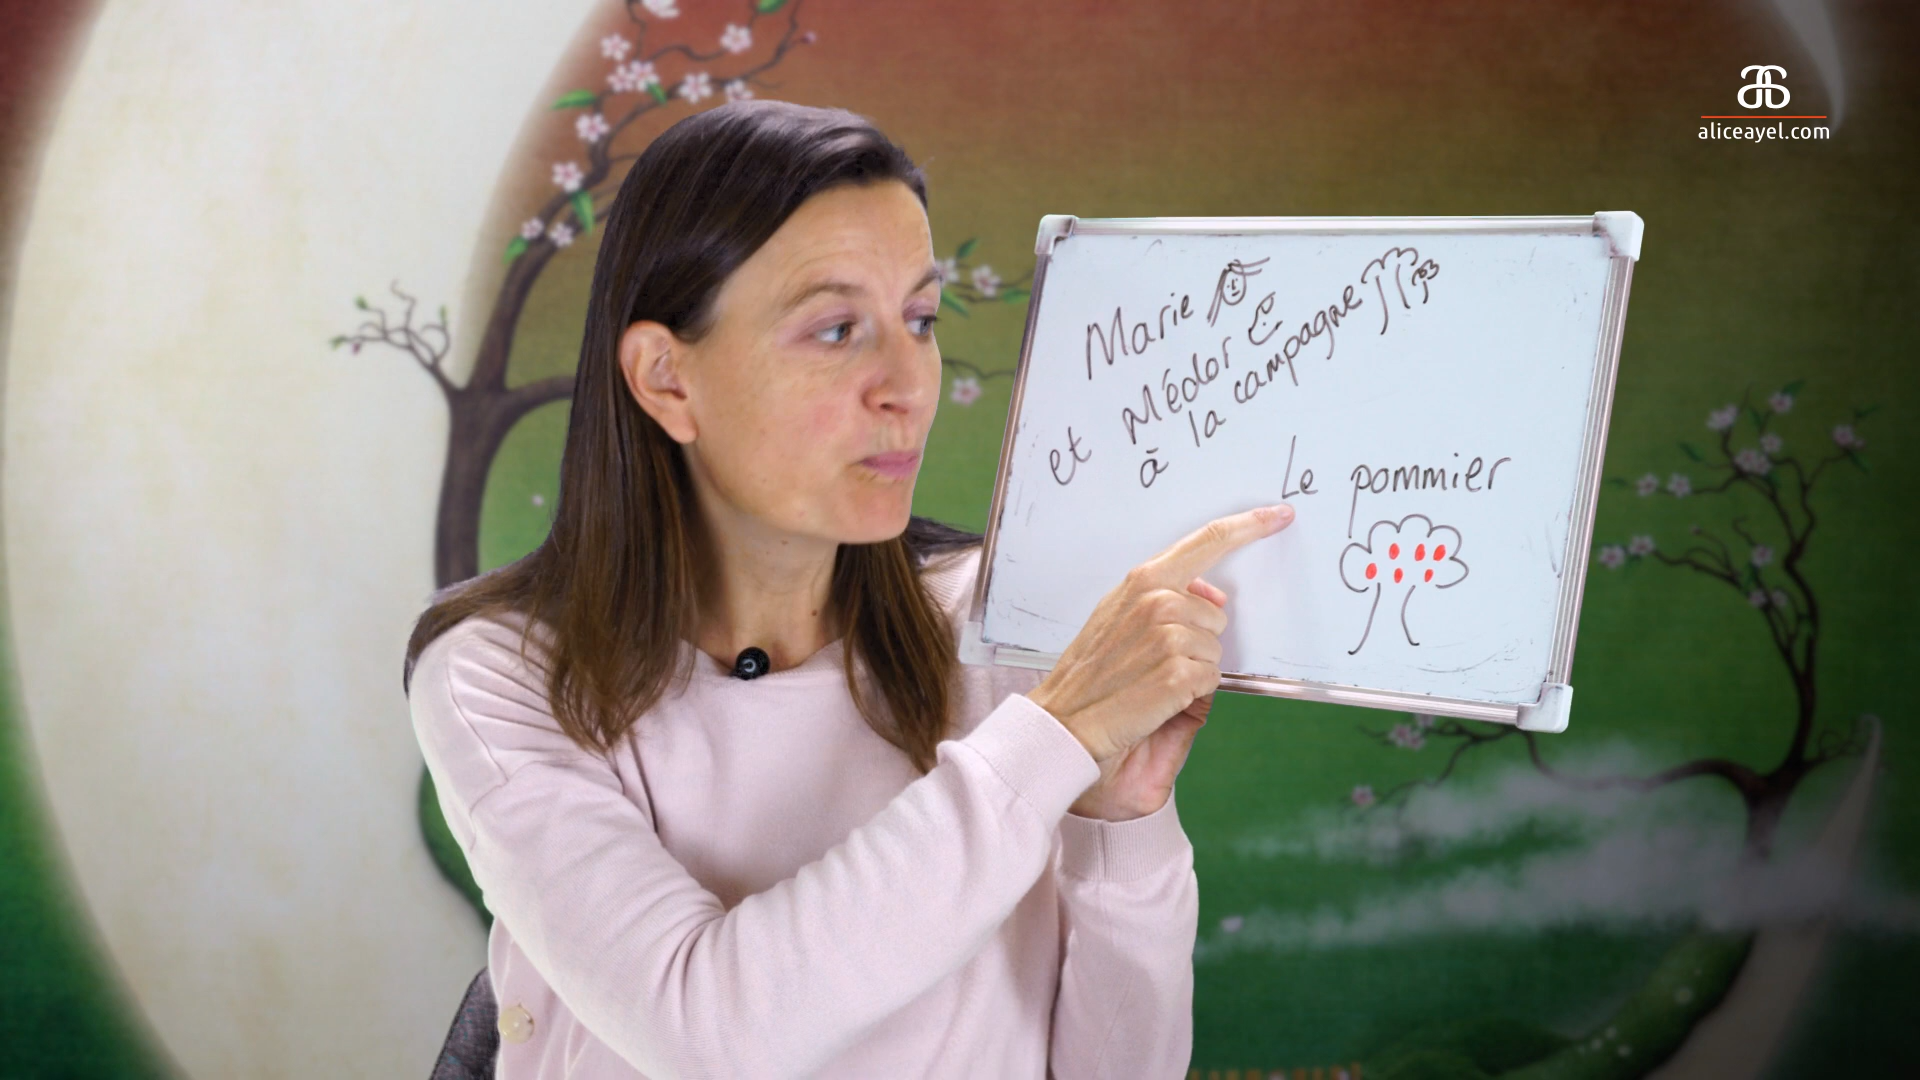 aliceayel.com
Marie
et Médor
à la campagne
Le pommier